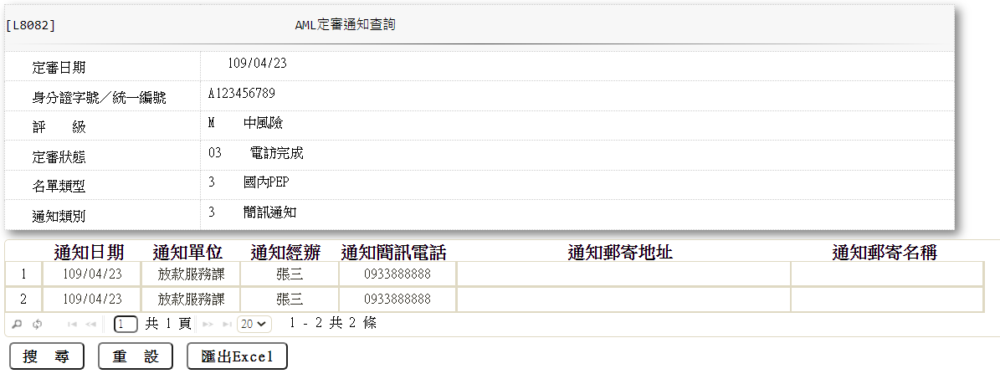 [L8082] AML定審通知查詢
定審日期 109/04/23
身分證字號／統一編號 A123456789
評 級 M 中風險
定審狀態 03 電訪完成
名單類型 3 國內PEP
通知類別 3 簡訊通知
通知日期 通知單位 通知經辦 通知簡訊電話 通知郵寄地址 通知郵寄名稱
1 109/04/23 放款服務課 張三 0933888888
2 109/04/23 放款服務課 張三 0933888888
1 共 1 頁 20 1 - 2 共 2 條
搜 尋 重 設 匯出Excel